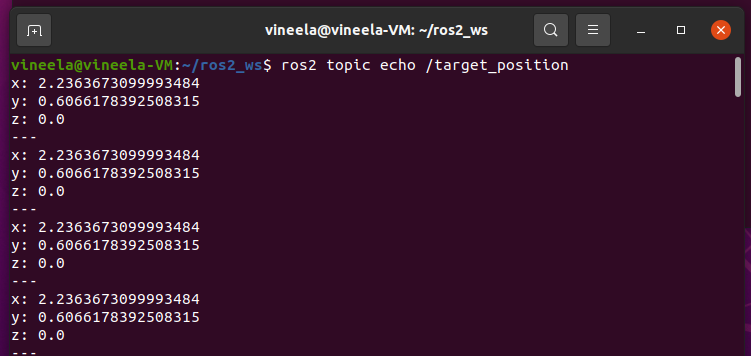 vineela@vineela-VM: ~/ros2_ws
vineela@vineela-VM:~/ros2_ws$ ros2 topic echo /target_position
x: 2.2363673099993484
y: 0.6066178392508315
z: 0.0
---
x: 2.2363673099993484
y: 0.6066178392508315
z: 0.0
---
x: 2.2363673099993484
y: 0.6066178392508315
z: 0.0
---
x: 2.2363673099993484
y: 0.6066178392508315
z: 0.0
---